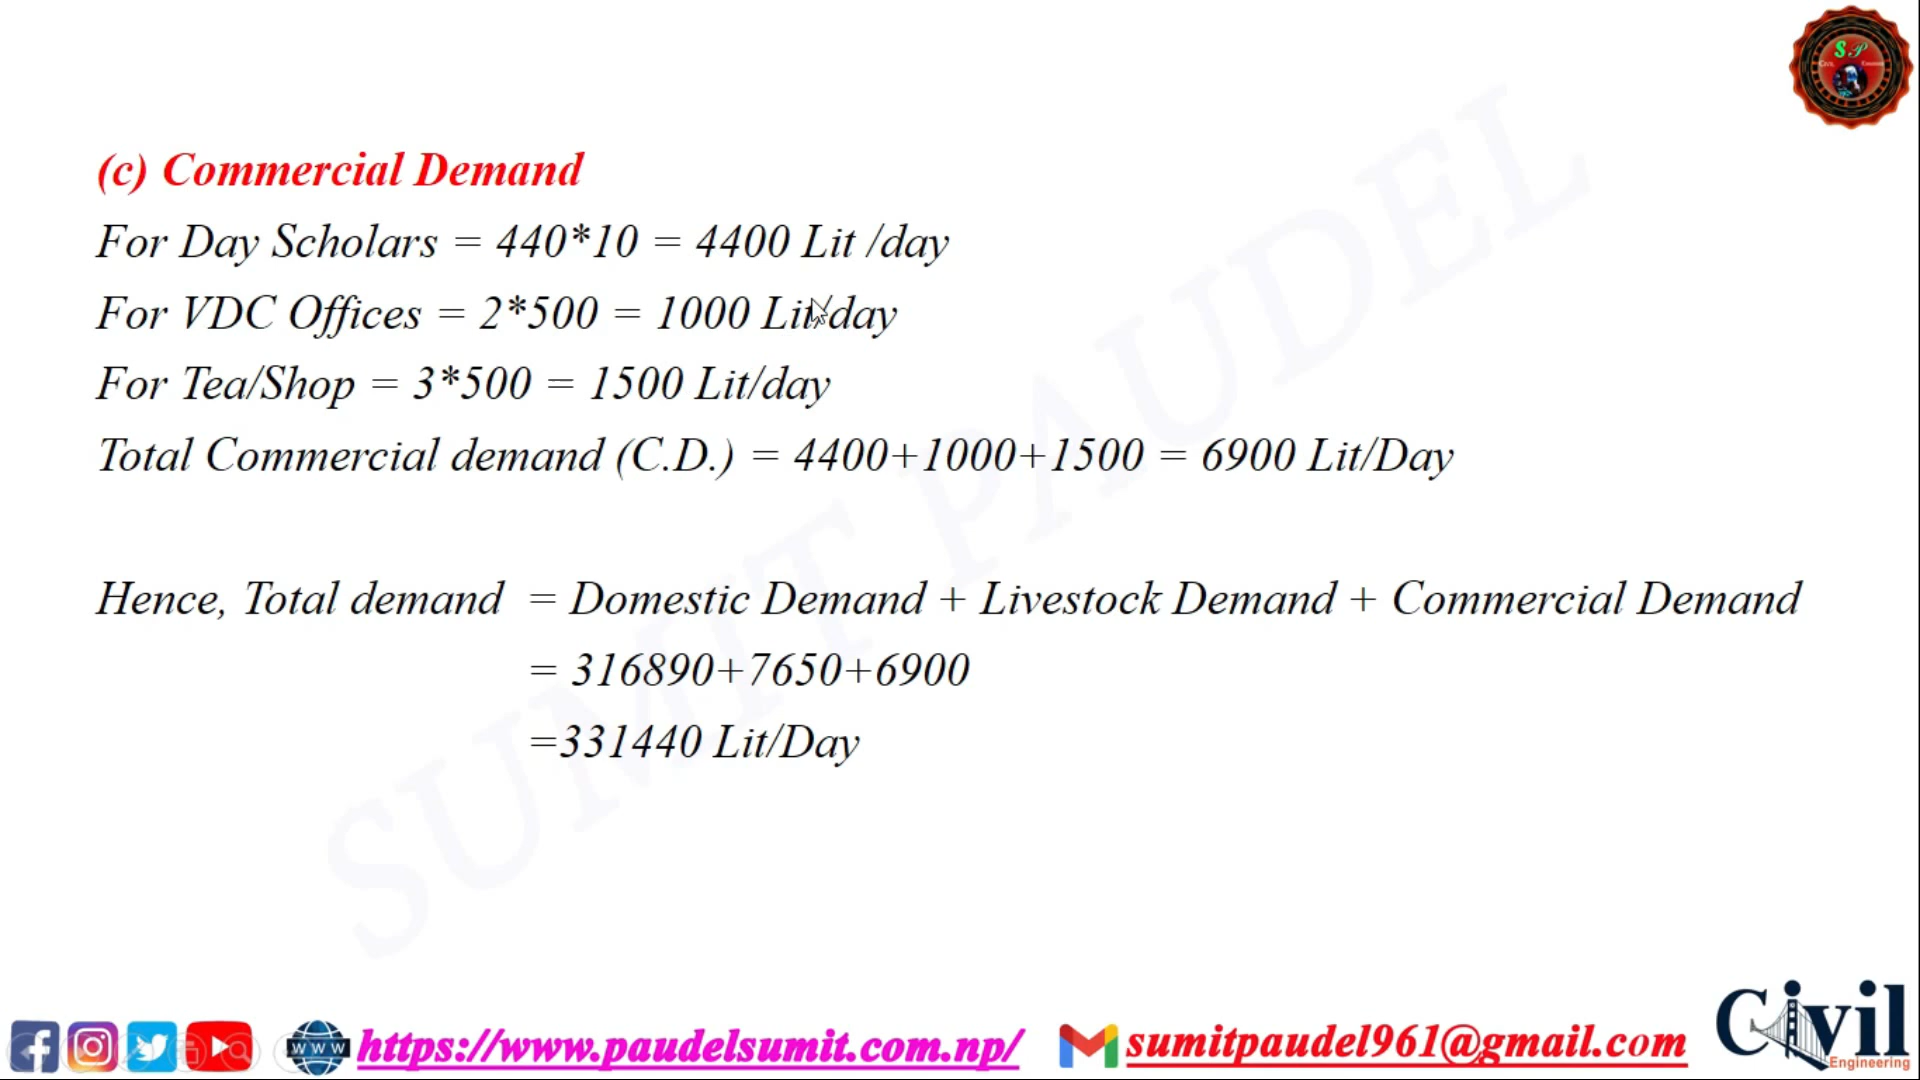 S P
(c) Commercial Demand
For Day Scholars = 440*10 = 4400 Lit /day
For VDC Offices = 2*500 = 1000 Lit/day
For Tea/Shop = 3*500 = 1500 Lit/day
Total Commercial demand (C.D.) = 4400+1000+1500 = 6900 Lit/Day
Hence, Total demand = Domestic Demand + Livestock Demand + Commercial Demand
= 316890+7650+6900
=331440 Lit/Day
SUMIT PAUDEL
WWW https://www.paudelsumit.com.np/ sumitpaudel961@gmail.com Civil
Engineering